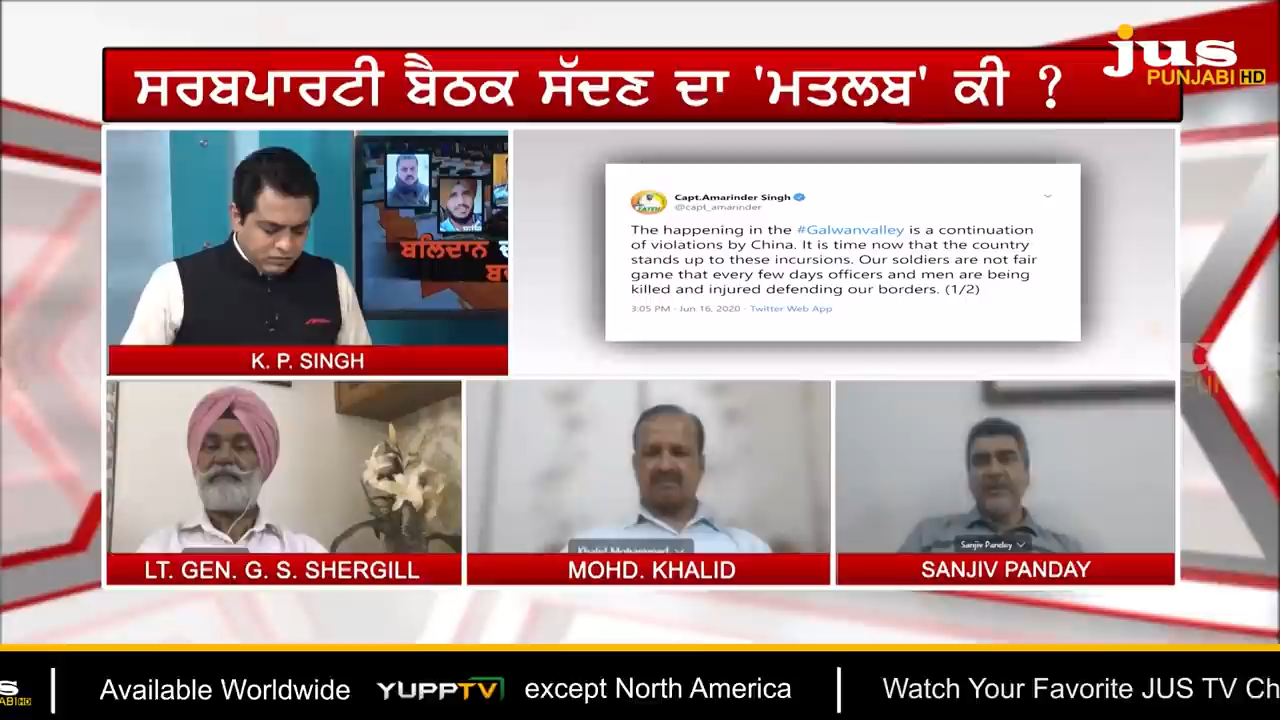 ਸਰਬਪਾਰਟੀ ਬੈਠਕ ਸੱਦਣ ਦਾ 'ਮਤਲਬ' ਕੀ ?
jus
PUNJABI HD
ਬਲਿਦਾਨ
K. P. SINGH
Capt.Amarinder Singh
@capt_amarinder
The happening in the #Galwanvalley is a continuation
of violations by China. It is time now that the country
stands up to these incursions. Our soldiers are not fair
game that every few days officers and men are being
killed and injured defending our borders. (1/2)
3:05 PM · Jun 16, 2020 · Twitter Web App
Khalid Mohammad
Sanjiv Panday
LT. GEN. G. S. SHERGILL
MOHD. KHALID
SANJIV PANDAY
Available Worldwide YUPPTV except North America | Watch Your Favorite JUS TV Ch